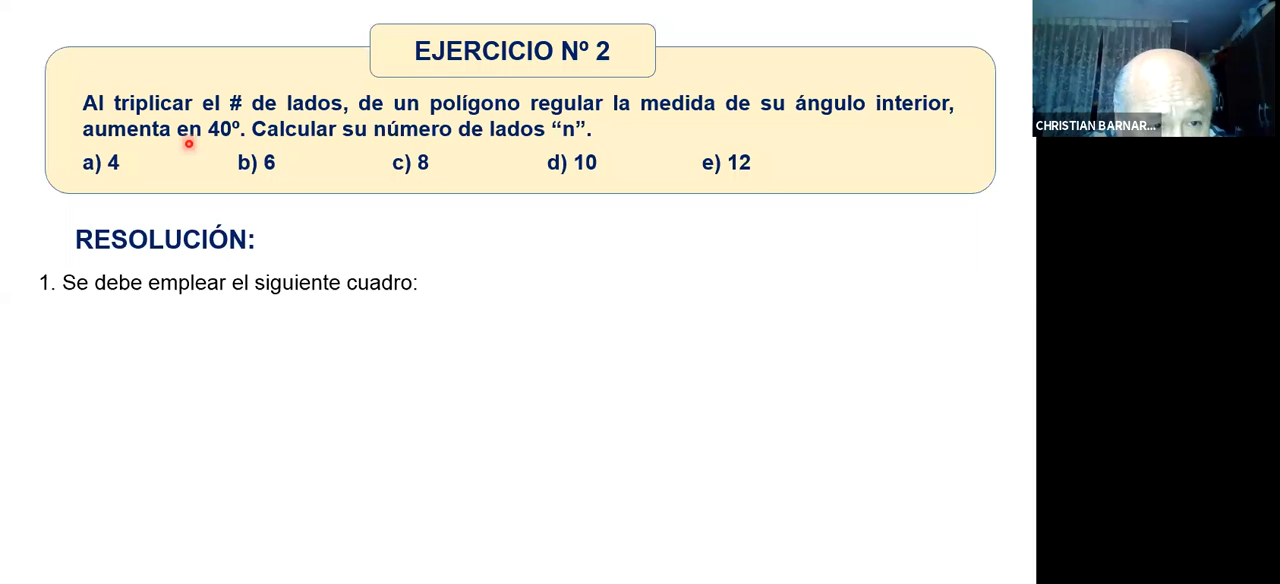 EJERCICIO Nº 2
Al triplicar el # de lados, de un polígono regular la medida de su ángulo interior,
aumenta en 40º. Calcular su número de lados “n”.
a) 4 b) 6 c) 8 d) 10 e) 12
CHRISTIAN BARNAR...
RESOLUCIÓN:
1. Se debe emplear el siguiente cuadro: